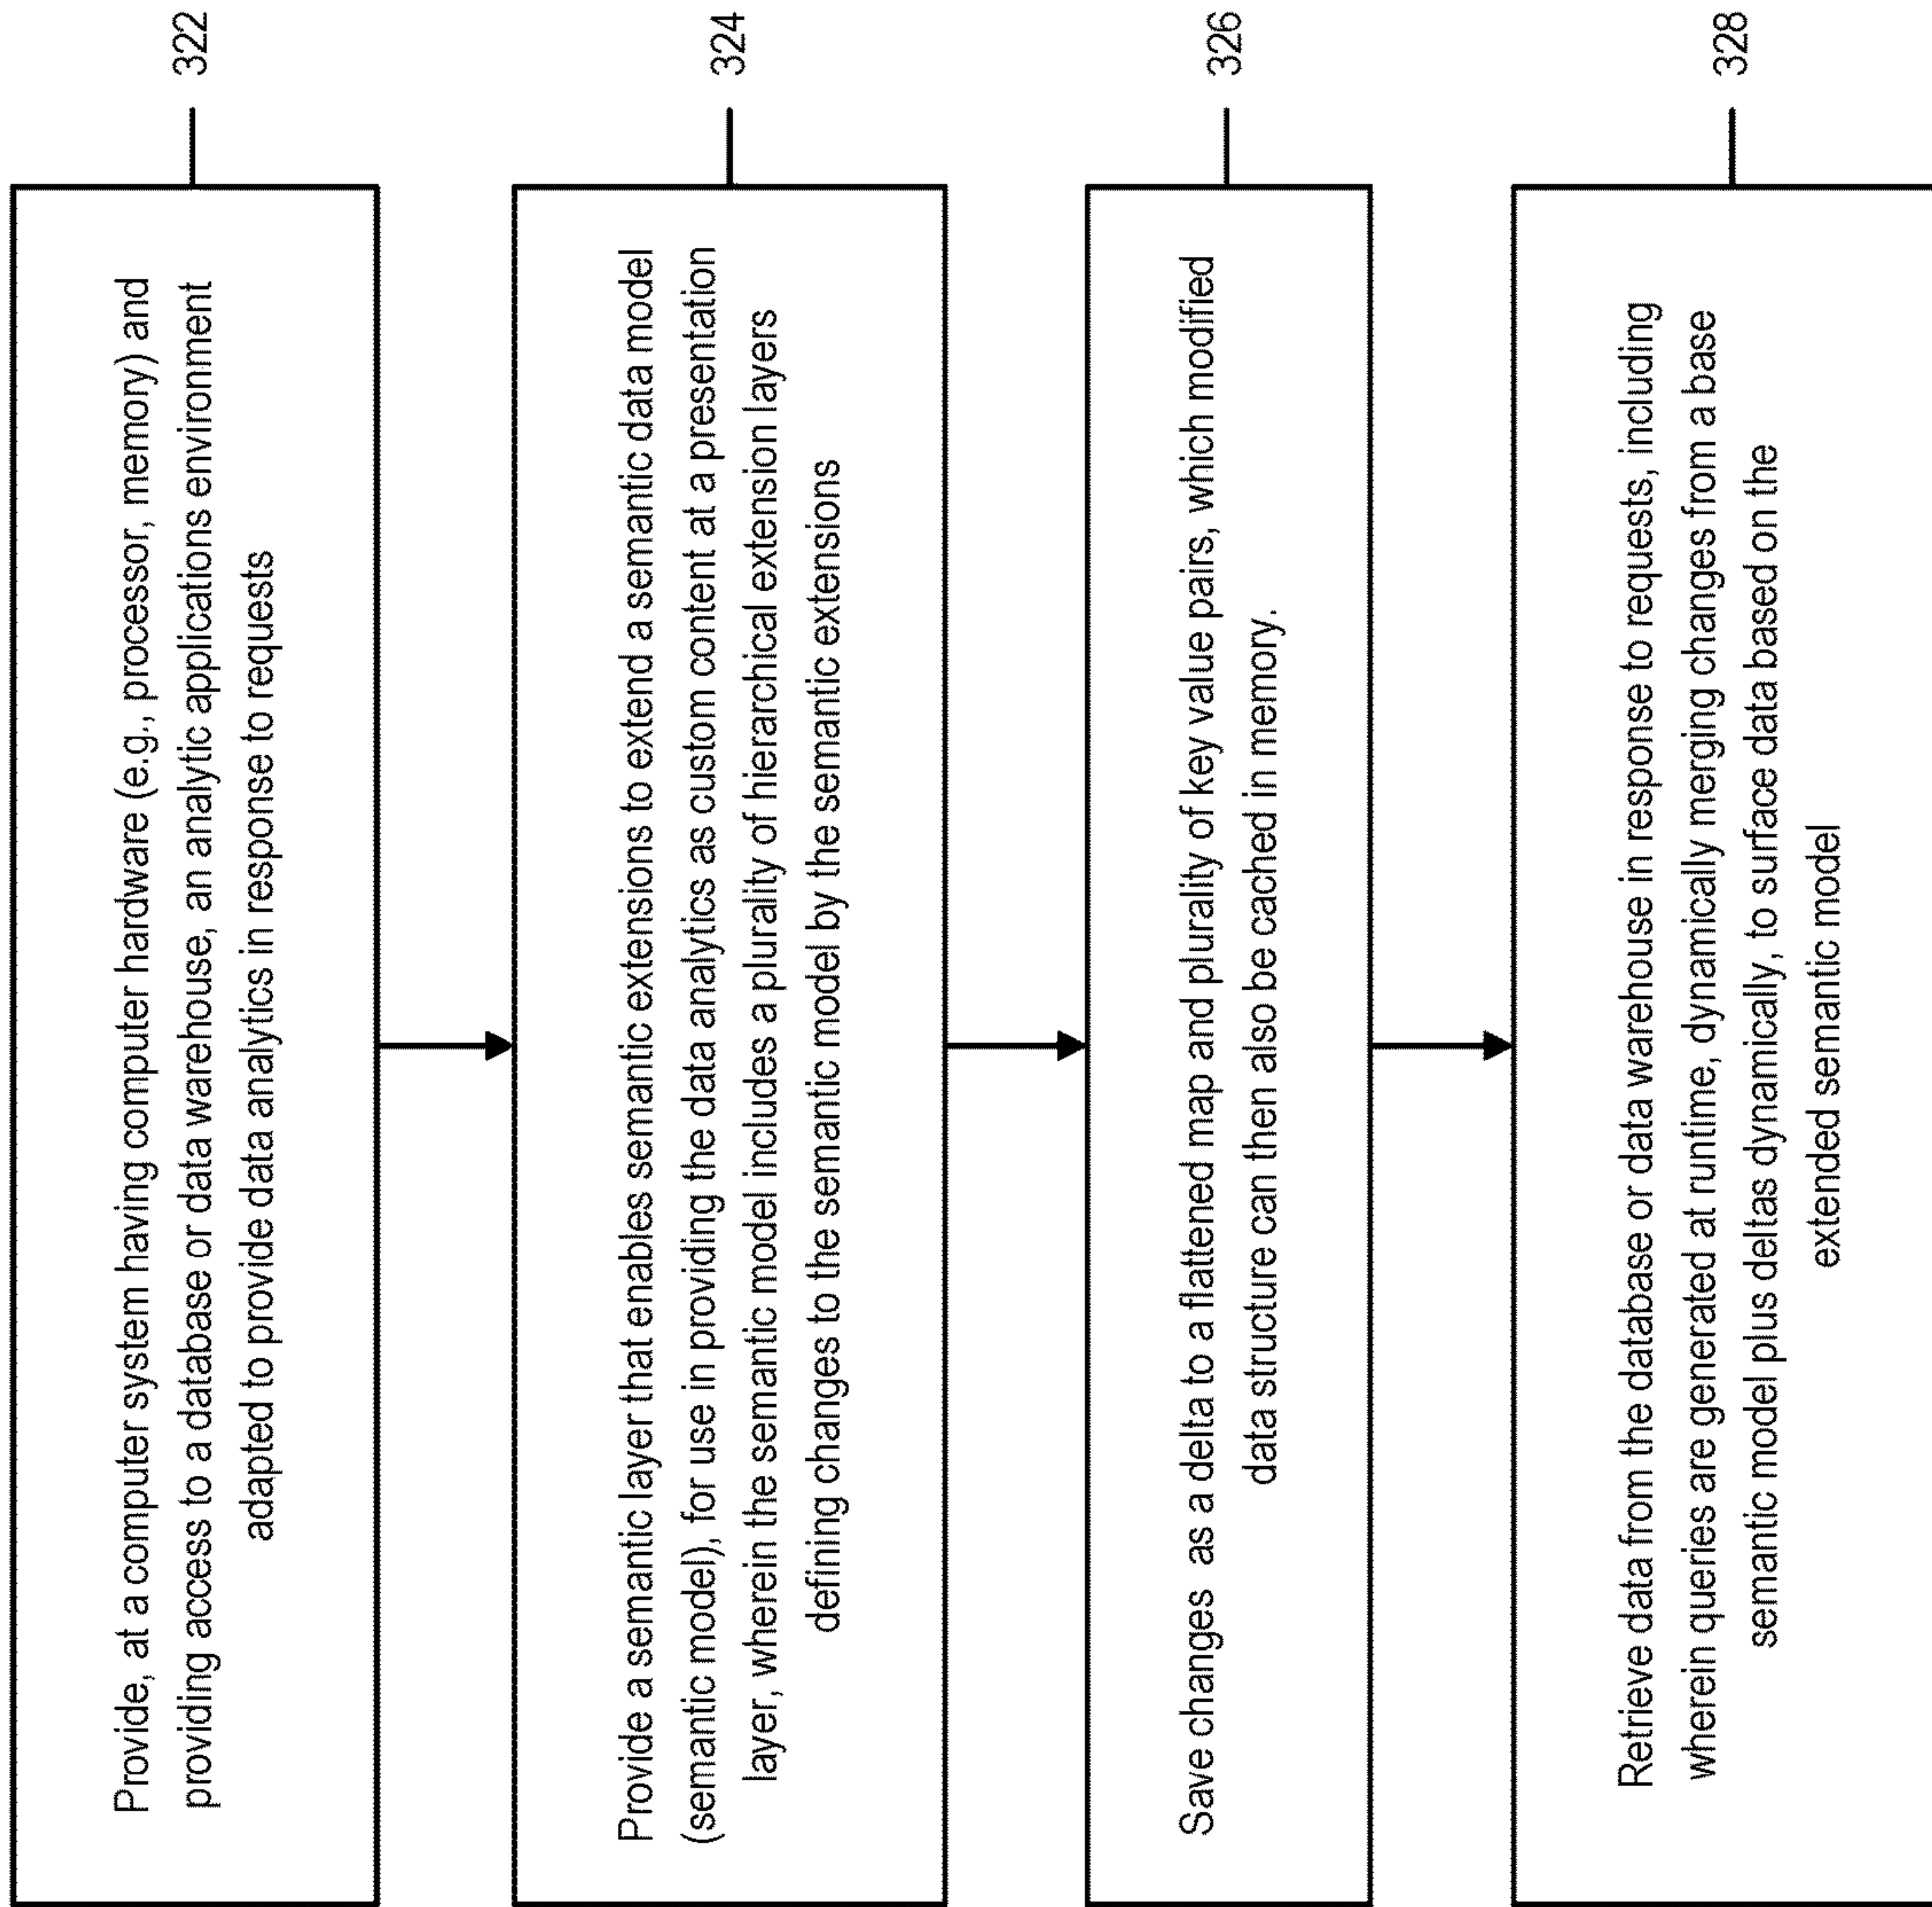 Provide, at a computer system having computer hardware (e.g., processor, memory) and
providing access to a database or data warehouse, an analytic applications environment
adapted to provide data analytics in response to requests
322
Provide a semantic layer that enables semantic extensions to extend a semantic data model
(semantic model), for use in providing the data analytics as custom content at a presentation
layer, wherein the semantic model includes a plurality of hierarchical extension layers
defining changes to the semantic model by the semantic extensions
324
Save changes as a delta to a flattened map and plurality of key value pairs, which modified
data structure can then also be cached in memory.
326
Retrieve data from the database or data warehouse in response to requests, including
wherein queries are generated at runtime, dynamically merging changes from a base
semantic model plus deltas dynamically, to surface data based on the
extended semantic model
328